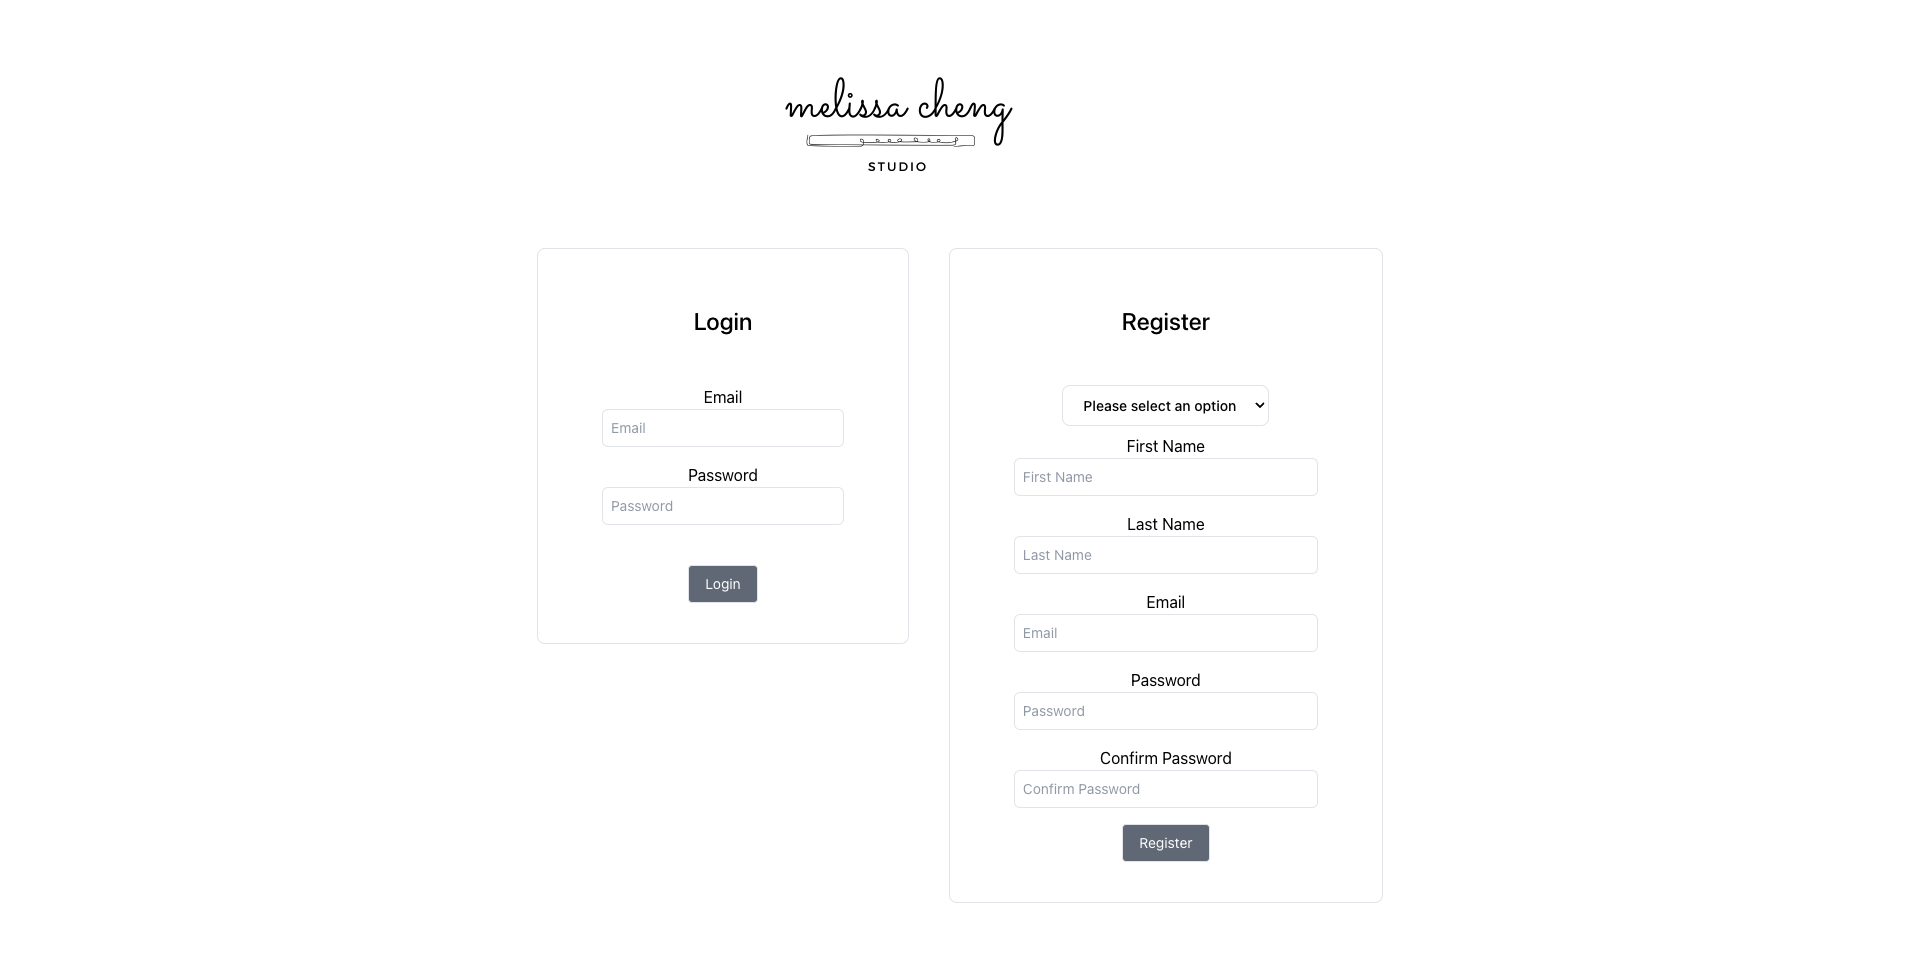 melissa cheng
STUDIO
Login
Email
Email
Password
Password
Login
Register
Please select an option
First Name
First Name
Last Name
Last Name
Email
Email
Password
Password
Confirm Password
Confirm Password
Register